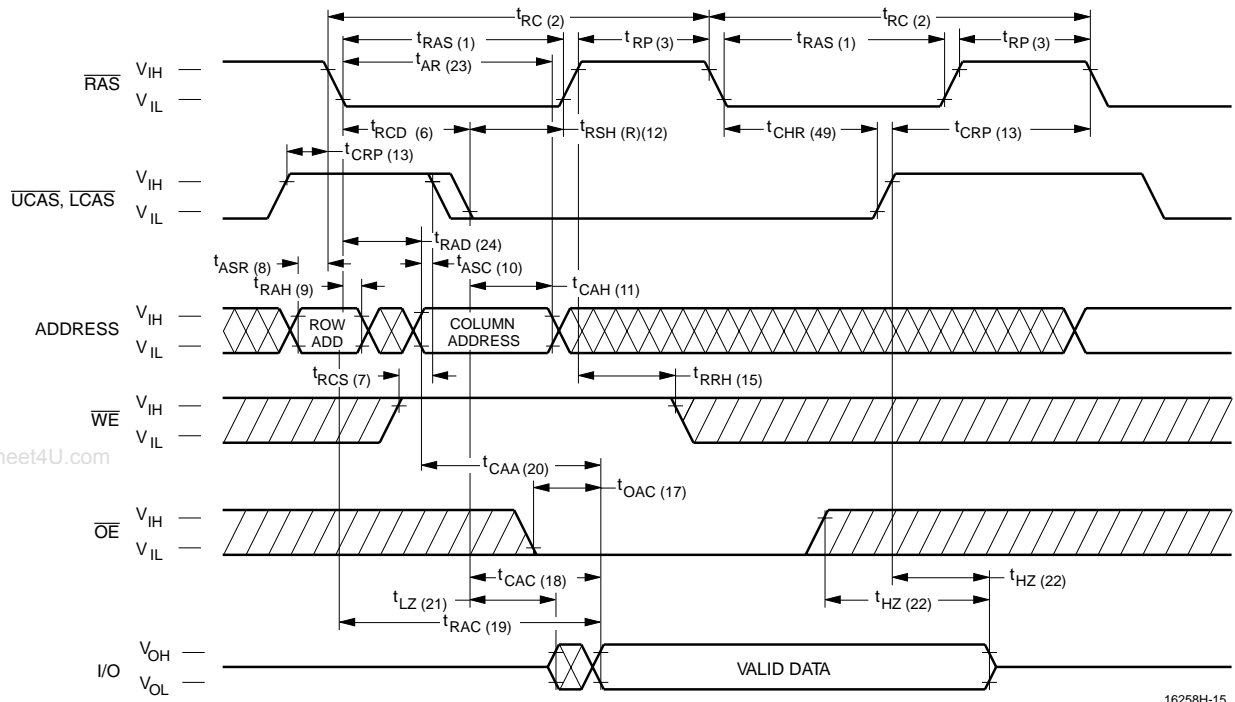 tRC (2) tRC (2)
tRAS (1) tRP (3) tRAS (1) tRP (3)
tAR (23)
RAS VIH
VIL
tRCD (6) tRSH (R)(12) tCHR (49) tCRP (13)
tCRP (13)
UCAS, LCAS VIH
VIL
tRAD (24)
tASR (8) tASC (10)
tRAH (9) tCAH (11)
ADDRESS VIH
VIL
ROW ADD
COLUMN ADDRESS
tRCS (7) tRRH (15)
WE VIH
VIL
neet4U.com
tCAA (20)
tOAC (17)
OE VIH
VIL
tCAC (18) tHZ (22)
tLZ (21) tHZ (22)
tRAC (19)
I/O VOH
VOL
VALID DATA
16258H-15